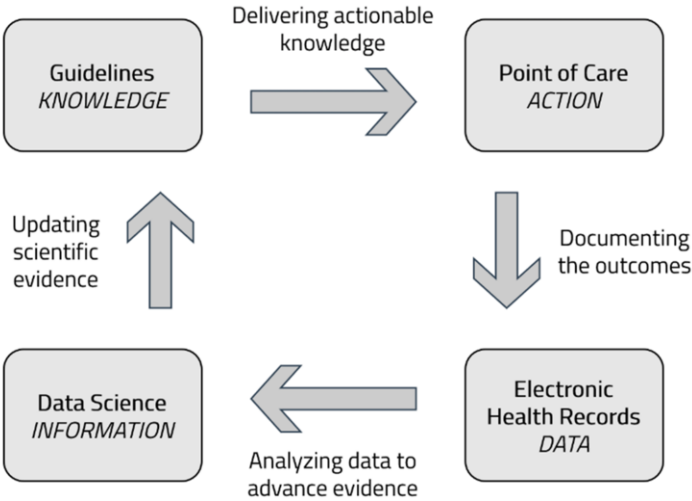 Delivering actionable
knowledge
Guidelines
KNOWLEDGE
Point of Care
ACTION
Updating
scientific
evidence
Documenting
the outcomes
Data Science
INFORMATION
Electronic
Health Records
DATA
Analyzing data to
advance evidence